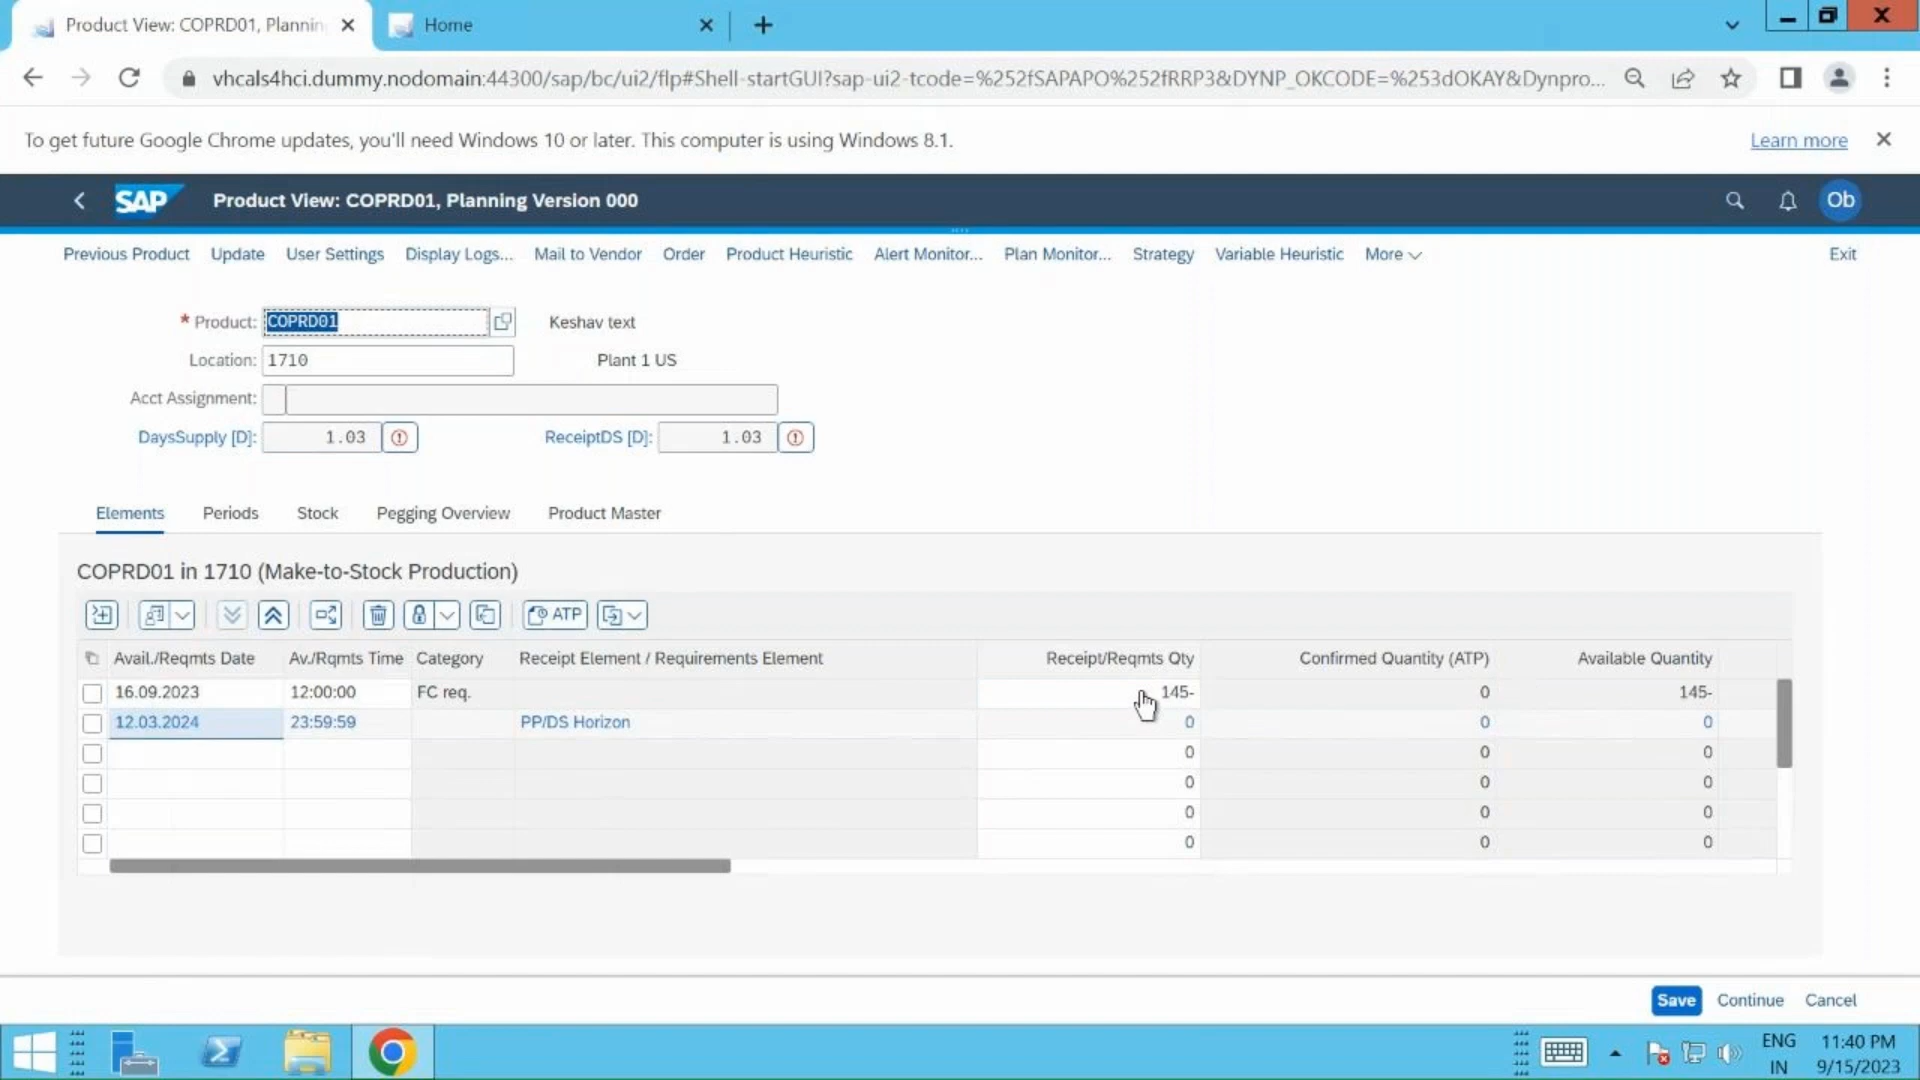 Product View: COPRD01, Plannin
Home
vhcals4hci.dummy.nodomain:44300/sap/bc/ui2/flp#Shell-startGUI?sap-ui2-tcode=%252fSAPAPO%252fRRP3&DYNP_OKCODE=%253dOKAY&Dynpro...
To get future Google Chrome updates, you'll need Windows 10 or later. This computer is using Windows 8.1.
Learn more
SAP Product View: COPRD01, Planning Version 000
Ob
Previous Product Update User Settings Display Logs... Mail to Vendor Order Product Heuristic Alert Monitor... Plan Monitor... Strategy Variable Heuristic More Exit
* Product: COPRD01 Keshav text
Location: 1710 Plant 1 US
Acct Assignment:
DaysSupply [D]: 1.03 ReceiptDS [D]: 1.03
Elements Periods Stock Pegging Overview Product Master
COPRD01 in 1710 (Make-to-Stock Production)
ATP
Avail./Reqmts Date Av./Rqmts Time Category Receipt Element / Requirements Element Receipt/Reqmts Qty Confirmed Quantity (ATP) Available Quantity
16.09.2023 12:00:00 FC req. 145- 0 145-
12.03.2024 23:59:59 PP/DS Horizon 0 0 0
0 0 0
0 0 0
0 0 0
0 0 0
Save Continue Cancel
ENG 11:40 PM
IN 9/15/2023